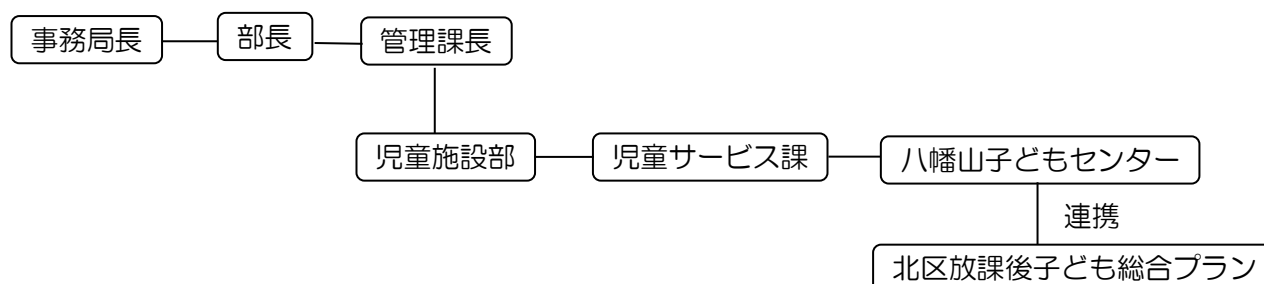 事務局長
部長
管理課長
児童施設部
児童サービス課
八幡山子どもセンター
連携
北区放課後子ども総合プラン